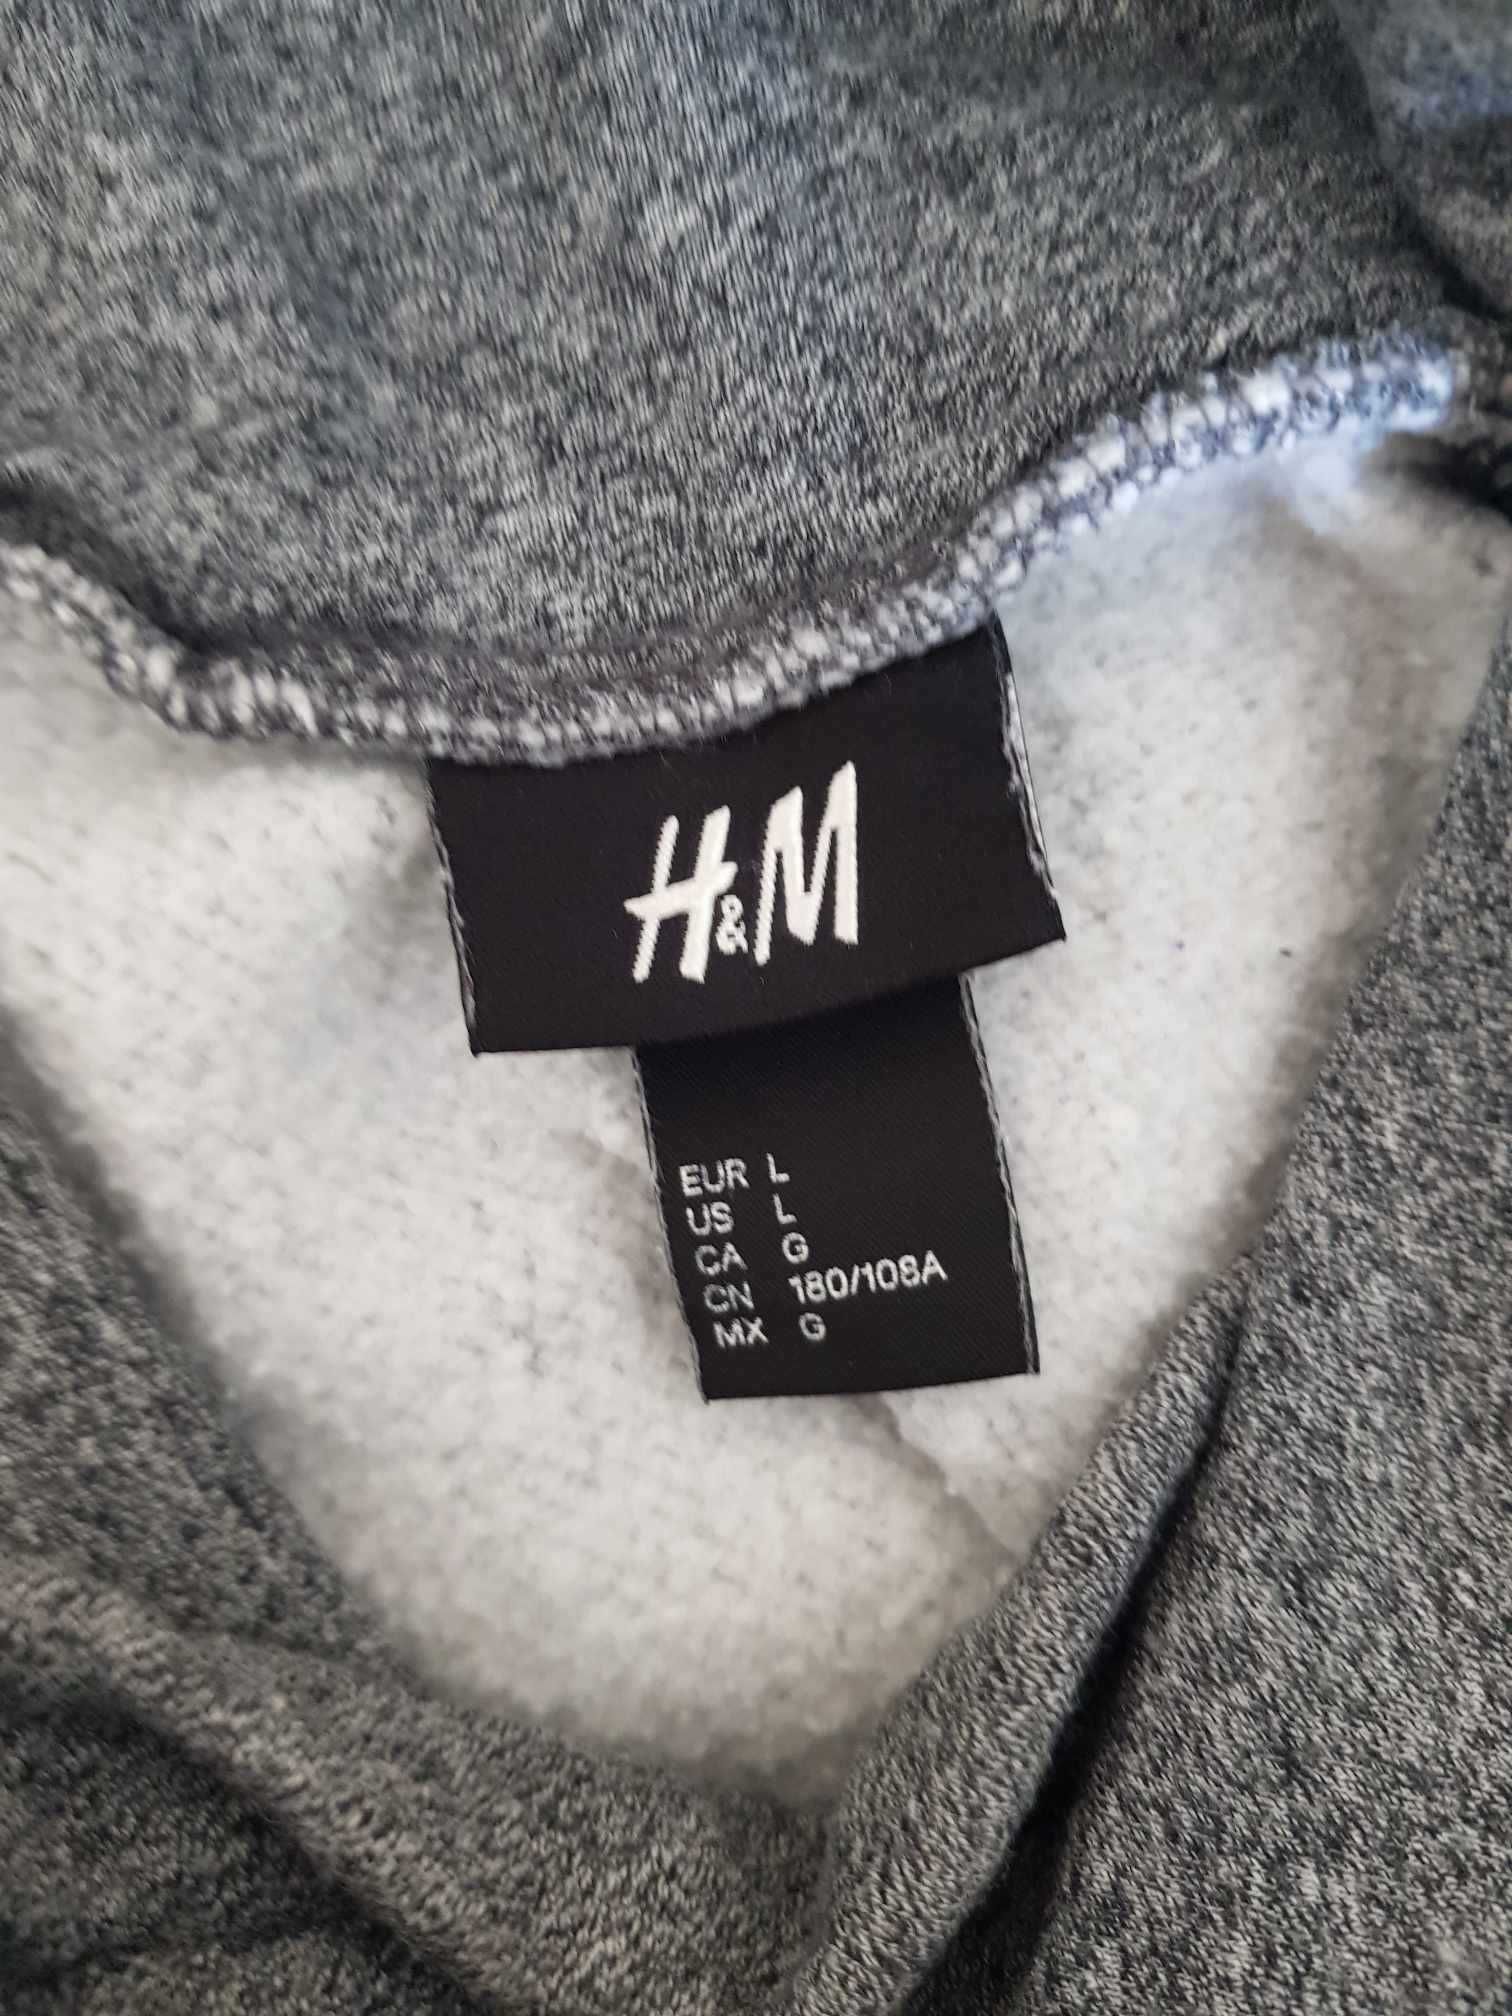 H&M
EUR L
US L
CA G
CN 180/108A
MX G